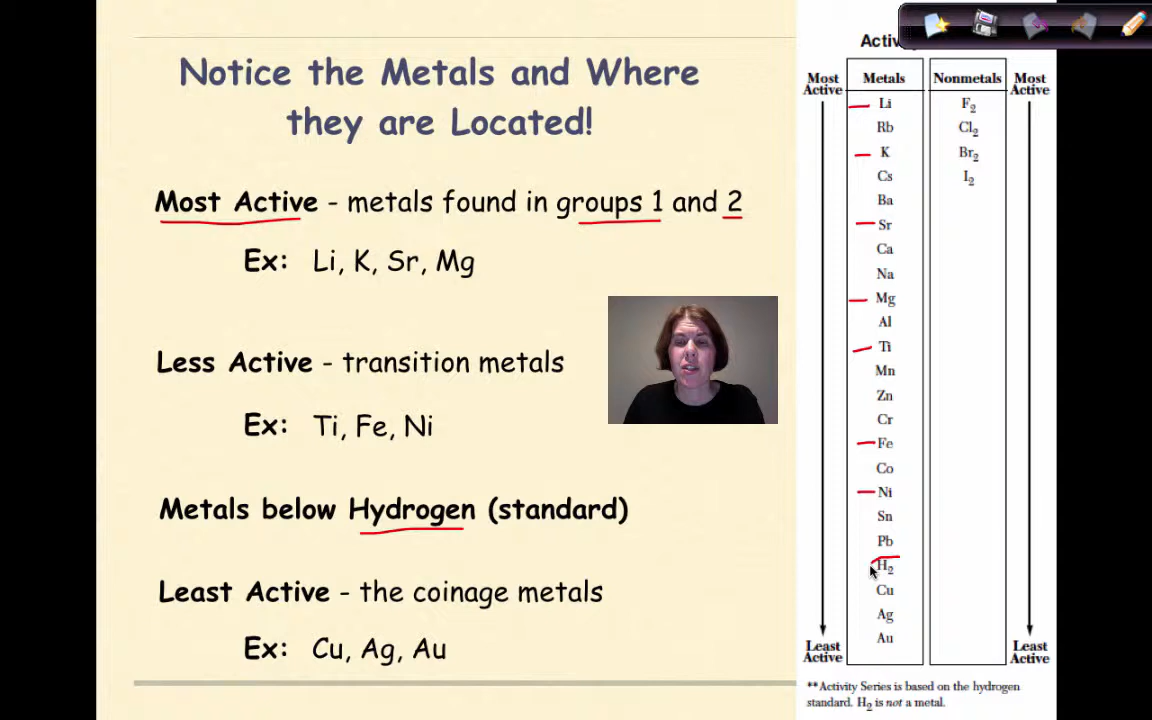 Notice the Metals and Where
they are Located!
Most Active - metals found in groups 1 and 2
Ex: Li, K, Sr, Mg
Less Active - transition metals
Ex: Ti, Fe, Ni
Metals below Hydrogen (standard)
Least Active - the coinage metals
Ex: Cu, Ag, Au
Most
Active
Metals
Nonmetals
Most
Active
Li
F2
Rb
Cl2
K
Br2
Cs
I2
Ba
Sr
Ca
Na
Mg
Al
Ti
Mn
Zn
Cr
Fe
Co
Ni
Sn
Pb
H2
Cu
Ag
Au
Least
Active
Least
Active
**Activity Series is based on the hydrogen
standard. H2 is not a metal.